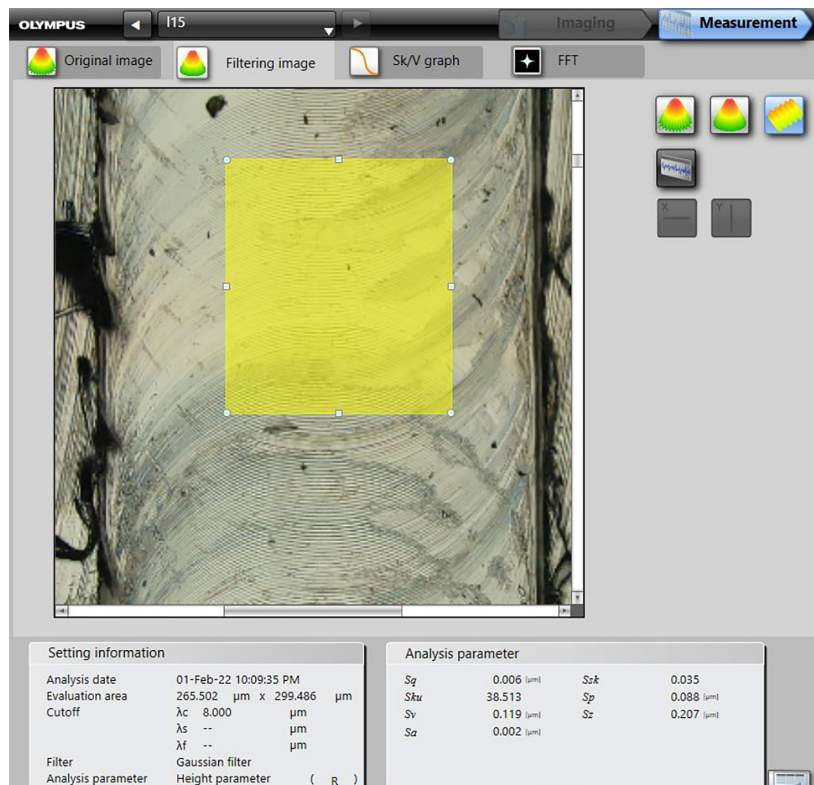 OLYMPUS I15 Imaging Measurement
Original image Filtering image Sk/V graph FFT
X Y
Setting information
Analysis date 01-Feb-22 10:09:35 PM
Evaluation area 265.502 µm x 299.486 µm
Cutoff λc 8.000 µm
λs -- µm
λf -- µm
Filter Gaussian filter
Analysis parameter Height parameter ( R )
Analysis parameter
Sq 0.006 [µm] Ssk 0.035
Sku 38.513 Sp 0.088 [µm]
Sv 0.119 [µm] Sz 0.207 [µm]
Sa 0.002 [µm]